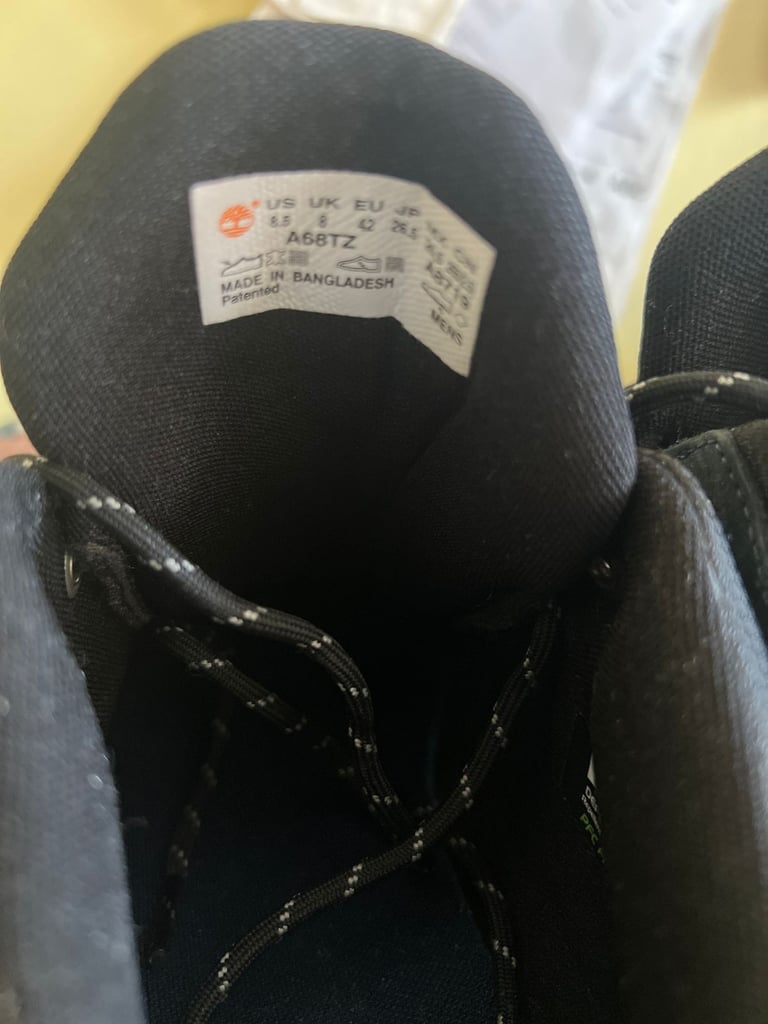 US UK EU JP
8.5 8 42 26.5
A68TZ
MADE IN BANGLADESH
Patented
MENS